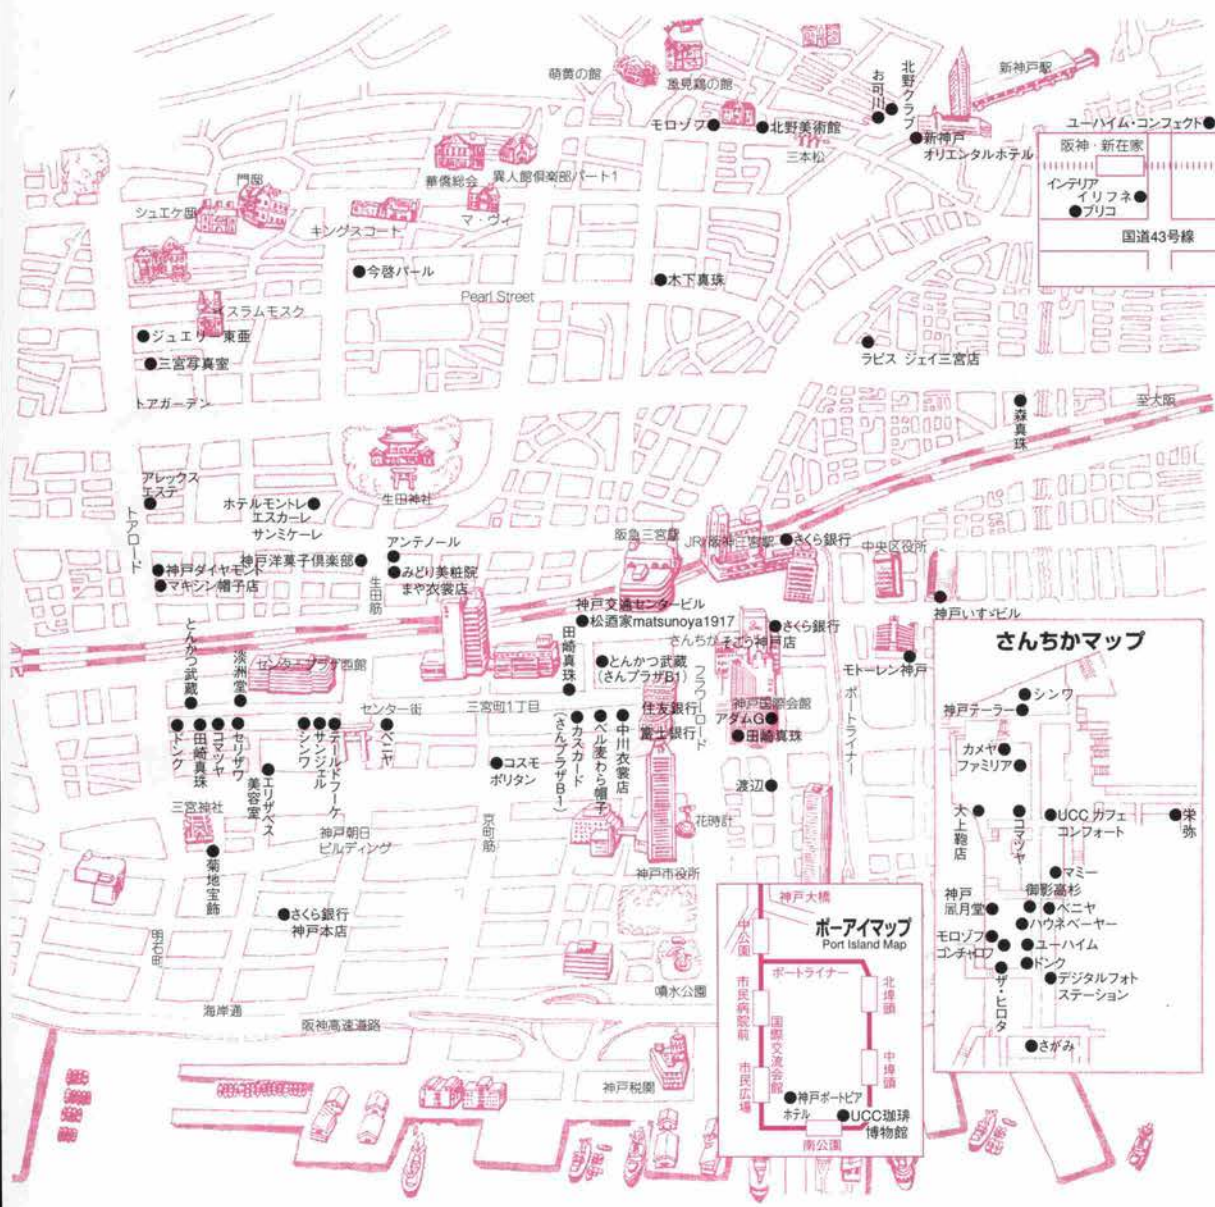 新神戸駅
萌黄の館
風見鶏の館
お可川
北野クラブ
モロゾフ
北野美術館
三本松
新神戸
オリエンタルホテル
ユーハイム・コンフェクト
阪神・新在家
インテリア
イリフネ
ブリコ
国道43号線
華僑総会
異人館倶楽部パート1
門邸
シュエケ邸
キングスコート
マ・ヴィ
今啓パール
木下真珠
Pearl Street
イスラムモスク
ジュエリー東亜
三宮写真室
トアガーデン
ラピス ジェイ三宮店
森真珠
至大阪
アレックス
エステ
ホテルモントレ
エスカーレ
サンミケーレ
生田神社
トアロード
神戸洋菓子倶楽部
アンテノール
みどり美粧院
まや衣裳店
生田筋
神戸ダイヤモンド
マキシン帽子店
阪急三宮駅
JR/阪神三宮駅
さくら銀行
中央区役所
神戸いすゞビル
神戸交通センタービル
松酒家matsunoya1917
さくら銀行
さんちか
そごう神戸店
モトーレン神戸
とんかつ武蔵
淡洲堂
センタープラザ西館
田崎真珠
とんかつ武蔵
(さんプラザB1)
フラワーロード
ポートライナー
センター街
三宮町1丁目
住友銀行
富士銀行
神戸国際会館
アダムG
田崎真珠
ドンク
田崎真珠
コマツヤ
セリザワ
エリザベス
美容室
シンワ
サンジェル
テールドフーケ
ベニヤ
コスモ
ポリタン
カスカード
(さんプラザB1)
ベル麦わら帽子
中川衣裳店
渡辺
三宮神社
神戸朝日
ビルディング
京町筋
花時計
神戸市役所
菊地宝飾
さくら銀行
神戸本店
明石町
海岸通
阪神高速道路
噴水公園
神戸税関
さんちかマップ
シンワ
神戸テーラー
カメヤ
ファミリア
大上鞄店
コマツヤ
UCC カフェ
コンフォート
栄弥
マミー
御影高杉
神戸
風月堂
ベニヤ
ハウネベーヤー
モロゾフ
ゴンチャロフ
ユーハイム
ドンク
ザ・ヒロタ
デジタルフォト
ステーション
さがみ
神戸大橋
ポーアイマップ
Port Island Map
中公園
ポートライナー
市民病院前
国際交流会館
北埠頭
市民広場
中埠頭
神戸ポートピア
ホテル
UCC珈琲
博物館
南公園